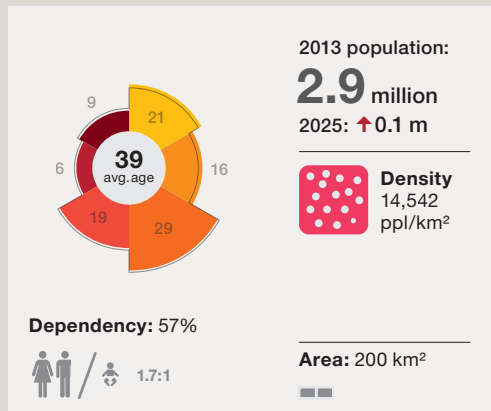 9
21
6
39
avg.age
16
19
29
Dependency: 57%
1.7:1
2013 population:
2.9 million
2025: ↑0.1 m
Density
14,542
ppl/km²
Area: 200 km²